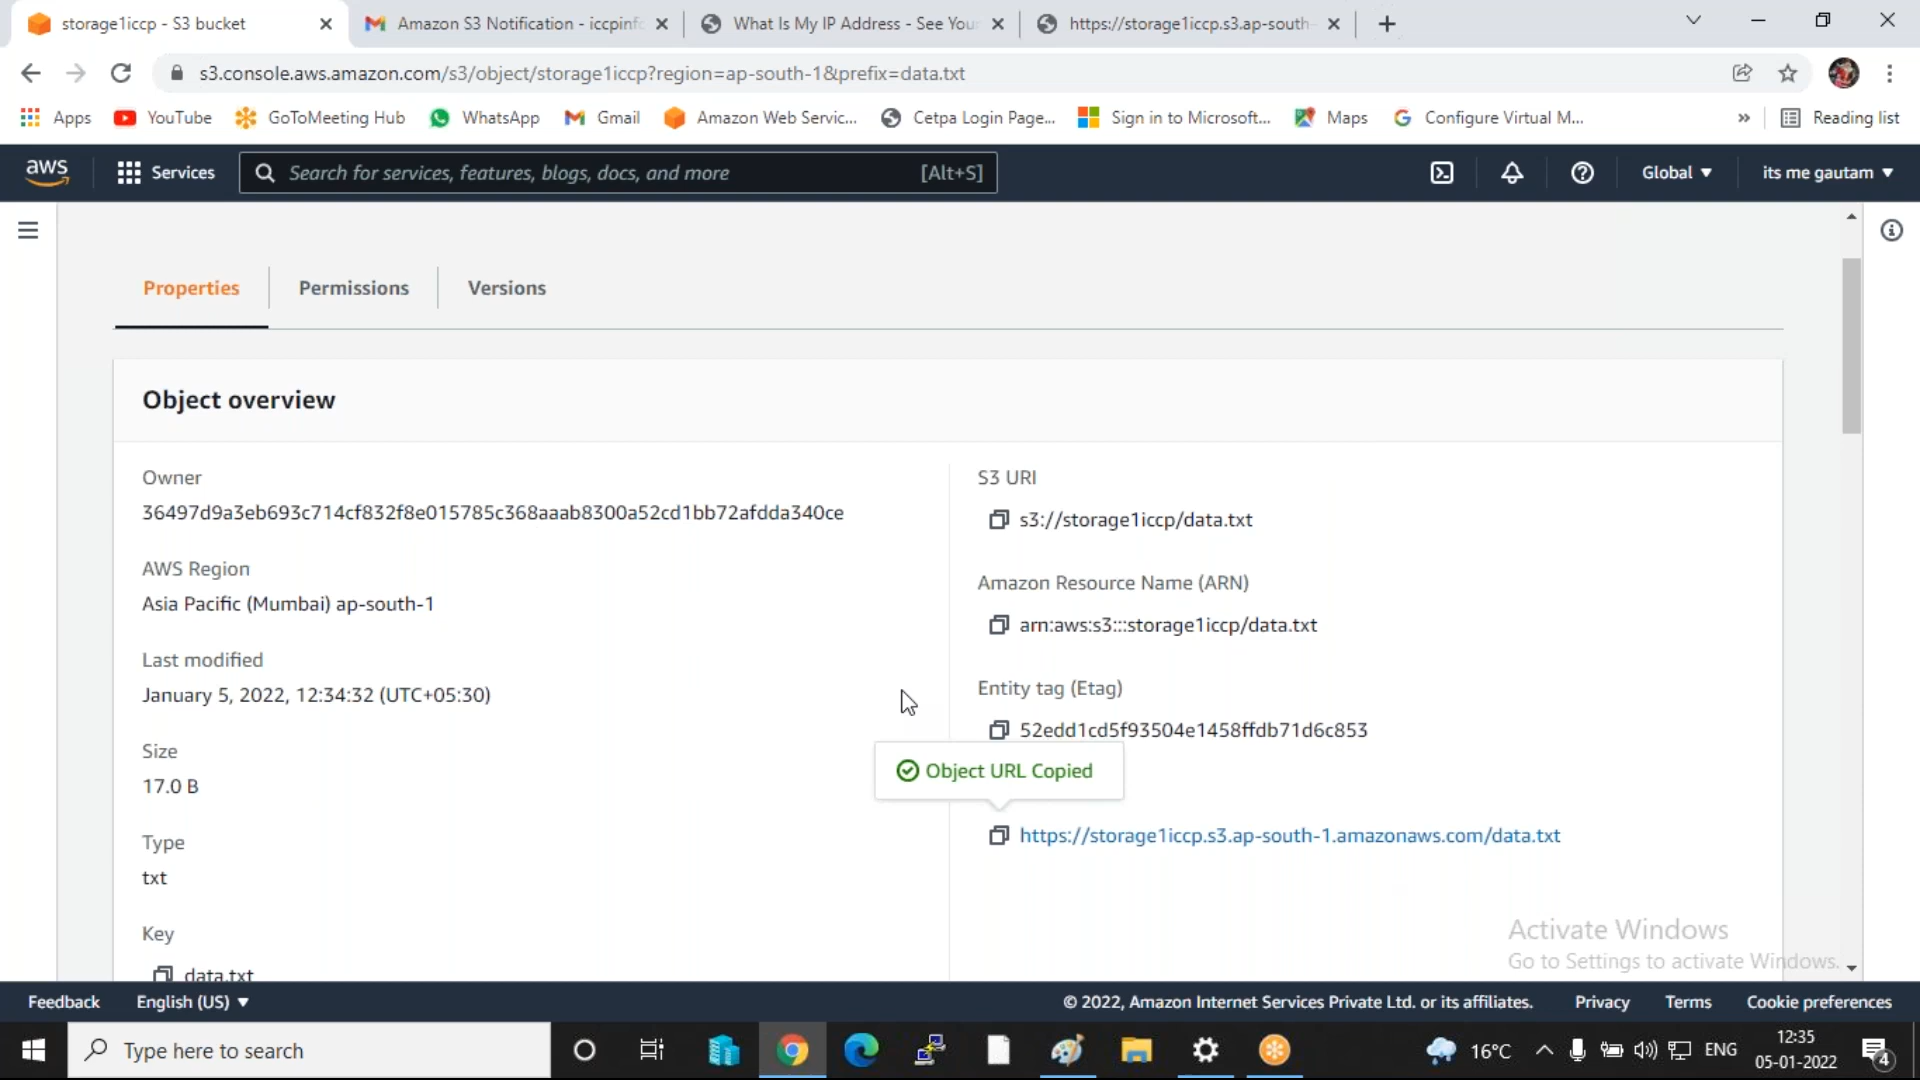 storage1iccp - S3 bucket
Amazon S3 Notification - iccpinfo
What Is My IP Address - See Your
https://storage1iccp.s3.ap-south-
s3.console.aws.amazon.com/s3/object/storage1iccp?region=ap-south-1&prefix=data.txt
Apps YouTube GoToMeeting Hub WhatsApp Gmail Amazon Web Servic... Cetpa Login Page... Sign in to Microsoft... Maps Configure Virtual M... » Reading list
aws Services Search for services, features, blogs, docs, and more [Alt+S] Global ▼ its me gautam ▼
Properties Permissions Versions
Object overview
Owner
36497d9a3eb693c714cf832f8e015785c368aaab8300a52cd1bb72afdda340ce
AWS Region
Asia Pacific (Mumbai) ap-south-1
Last modified
January 5, 2022, 12:34:32 (UTC+05:30)
Size
17.0 B
Type
txt
Key
data.txt
S3 URI
s3://storage1iccp/data.txt
Amazon Resource Name (ARN)
arn:aws:s3:::storage1iccp/data.txt
Entity tag (Etag)
52edd1cd5f93504e1458ffdb71d6c853
Object URL Copied
https://storage1iccp.s3.ap-south-1.amazonaws.com/data.txt
Activate Windows
Go to Settings to activate Windows.
Feedback English (US) ▼ © 2022, Amazon Internet Services Private Ltd. or its affiliates. Privacy Terms Cookie preferences
Type here to search
16°C ENG
12:35
05-01-2022
4